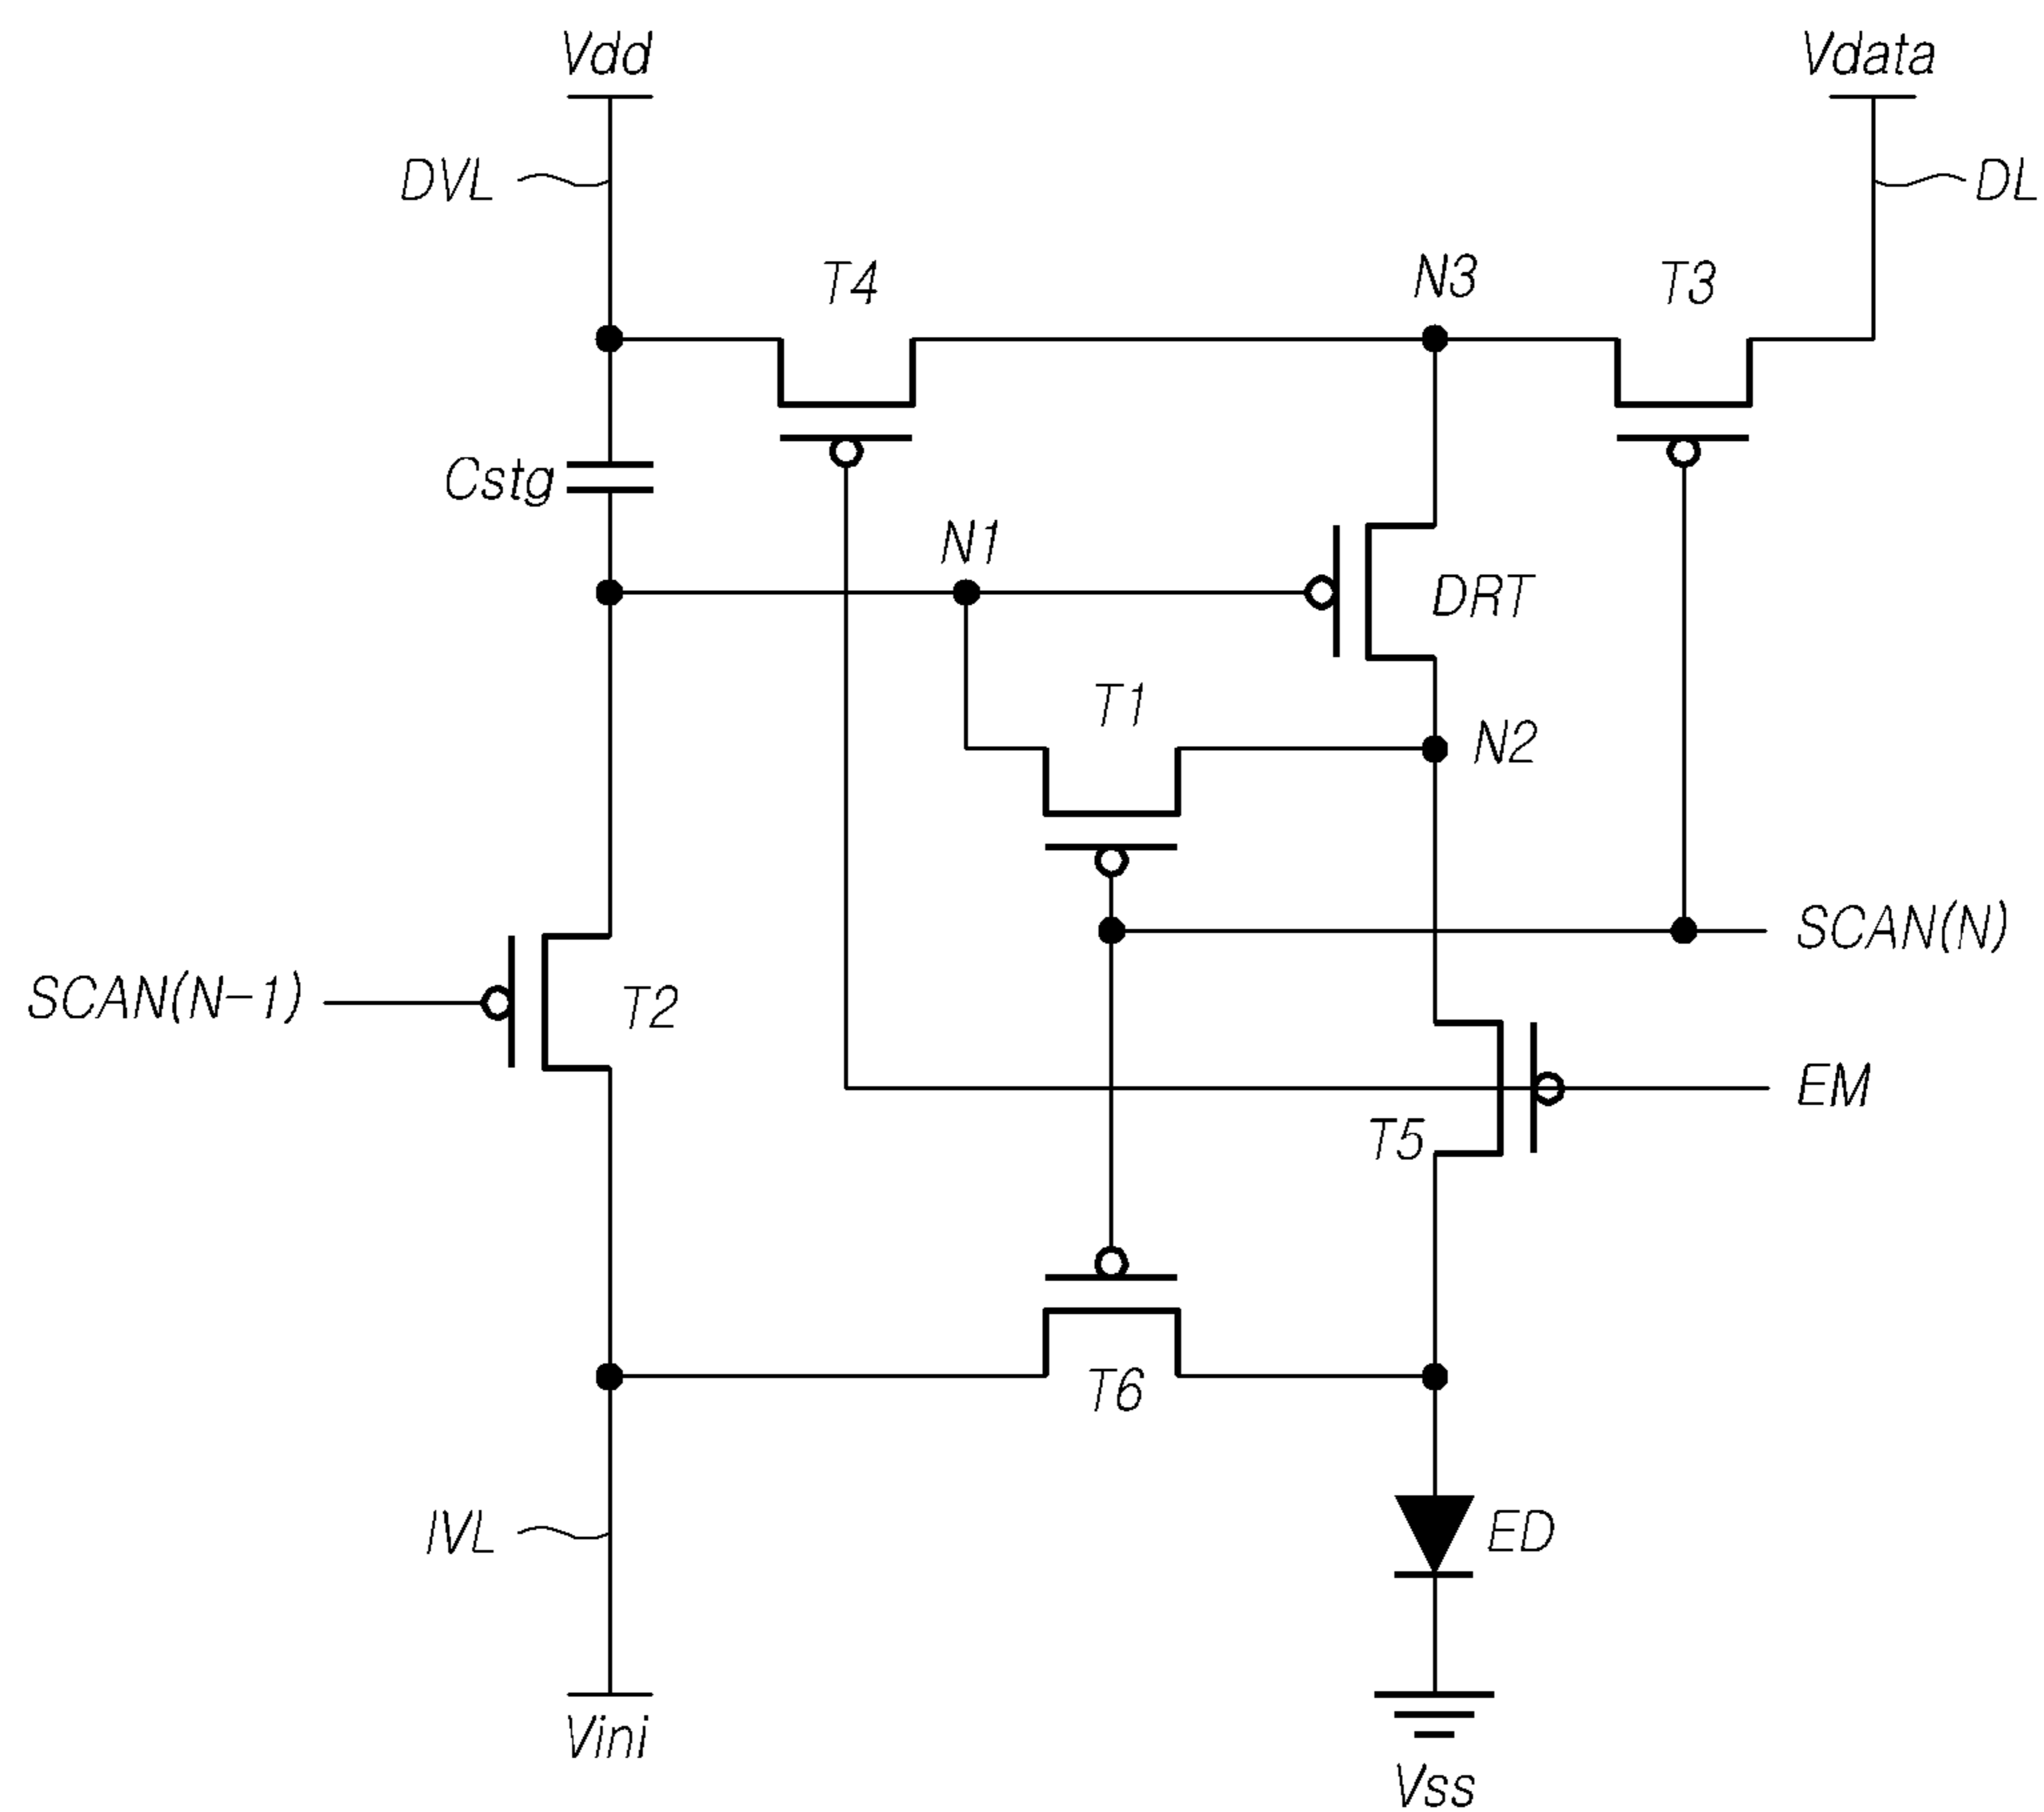 Vdd
Vdata
DVL
DL
T4
N3
T3
Cstg
N1
DRT
T1
N2
SCAN(N)
SCAN(N-1)
T2
EM
T5
T6
IVL
ED
Vini
Vss